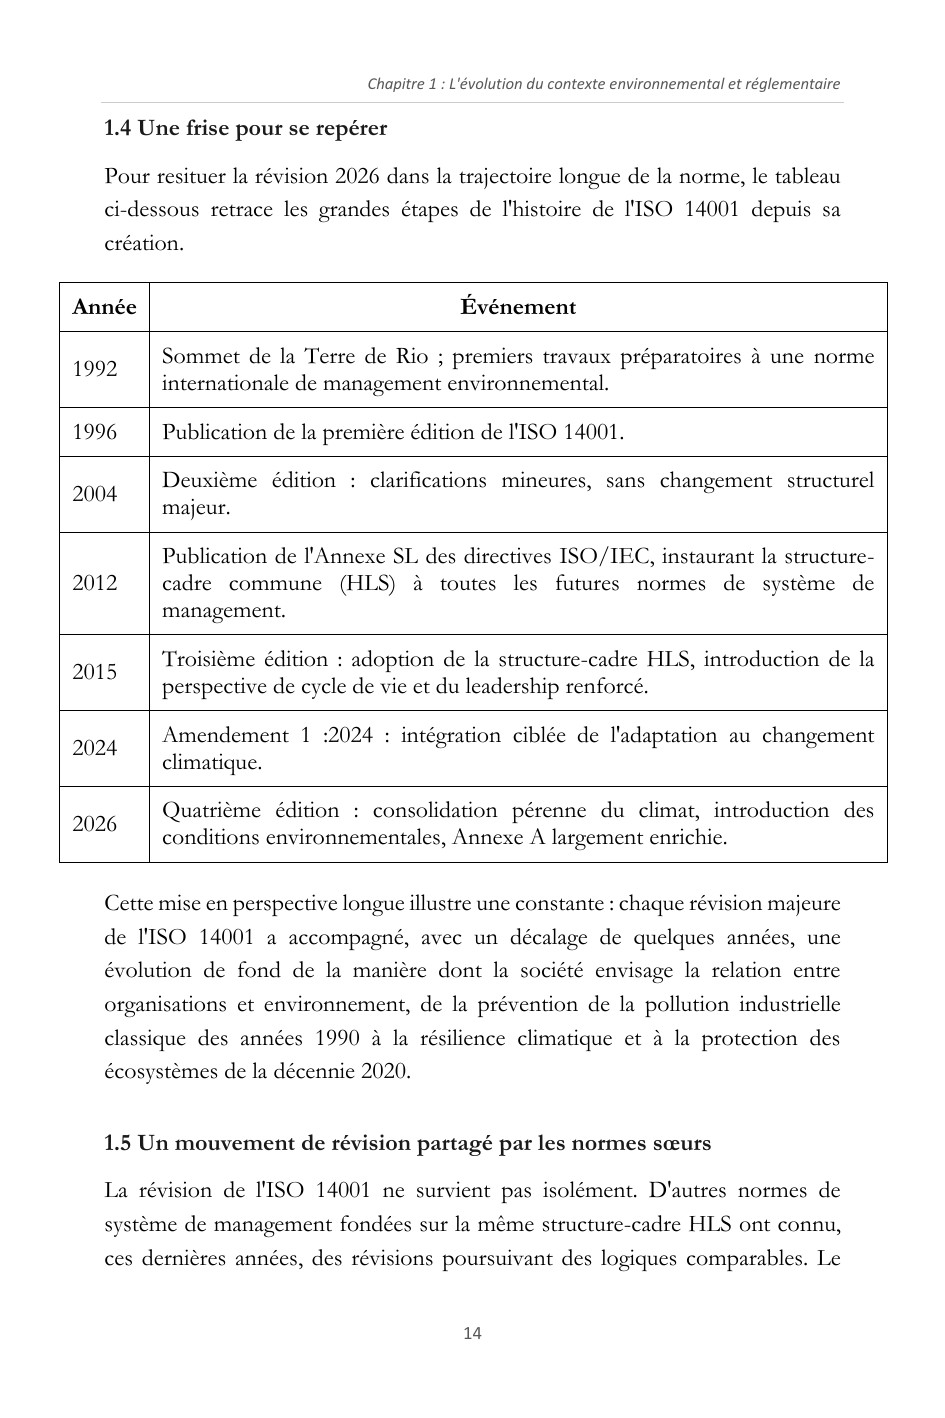 Chapitre 1 : L'évolution du contexte environnemental et réglementaire
1.4 Une frise pour se repérer
Pour resituer la révision 2026 dans la trajectoire longue de la norme, le tableau
ci-dessous retrace les grandes étapes de l'histoire de l'ISO 14001 depuis sa
création.
Année Événement
1992 Sommet de la Terre de Rio ; premiers travaux préparatoires à une norme
internationale de management environnemental.
1996 Publication de la première édition de l'ISO 14001.
2004 Deuxième édition : clarifications mineures, sans changement structurel
majeur.
2012 Publication de l'Annexe SL des directives ISO/IEC, instaurant la structure-
cadre commune (HLS) à toutes les futures normes de système de
management.
2015 Troisième édition : adoption de la structure-cadre HLS, introduction de la
perspective de cycle de vie et du leadership renforcé.
2024 Amendement 1 :2024 : intégration ciblée de l'adaptation au changement
climatique.
2026 Quatrième édition : consolidation pérenne du climat, introduction des
conditions environnementales, Annexe A largement enrichie.
Cette mise en perspective longue illustre une constante : chaque révision majeure
de l'ISO 14001 a accompagné, avec un décalage de quelques années, une
évolution de fond de la manière dont la société envisage la relation entre
organisations et environnement, de la prévention de la pollution industrielle
classique des années 1990 à la résilience climatique et à la protection des
écosystèmes de la décennie 2020.
1.5 Un mouvement de révision partagé par les normes sœurs
La révision de l'ISO 14001 ne survient pas isolément. D'autres normes de
système de management fondées sur la même structure-cadre HLS ont connu,
ces dernières années, des révisions poursuivant des logiques comparables. Le
14